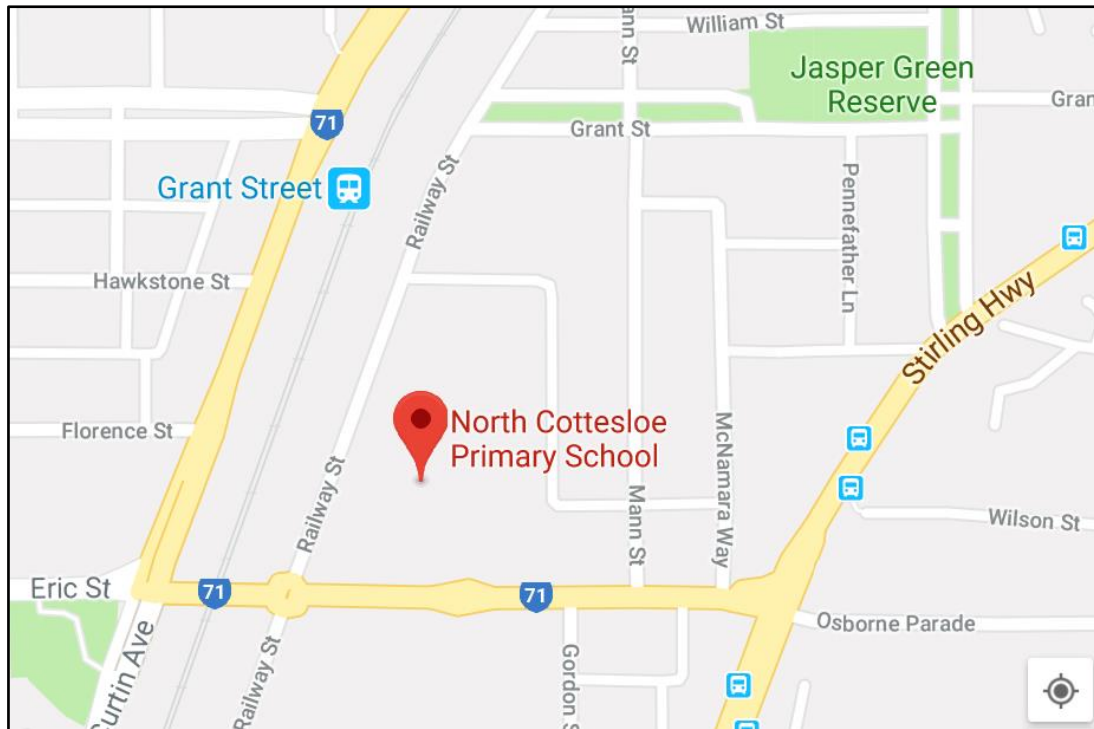 William St
Jasper Green
Reserve
71
Grant St
Grant Street
Railway St
Pennefather Ln
Hawkstone St
Stirling Hwy
North Cottesloe
Primary School
Florence St
McNamara Way
Railway St
Mann St
Wilson St
Eric St
71
71
Osborne Parade
Curtin Ave
Railway St